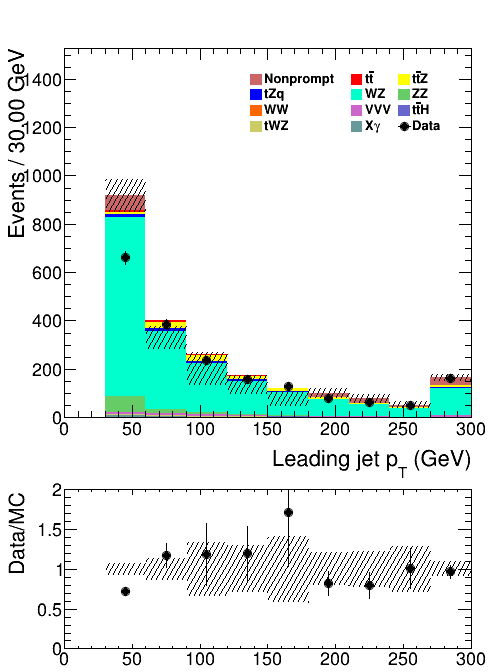 Events / 30.00 GeV
1400
1200
1000
800
600
400
200
0
Nonprompt tt̄ tt̄Z
tZq WZ ZZ
WW VVV tt̄H
tWZ Xγ Data
0 50 100 150 200 250 300
Leading jet p_T (GeV)
Data/MC
2
1.5
1
0.5
0
0 50 100 150 200 250 300